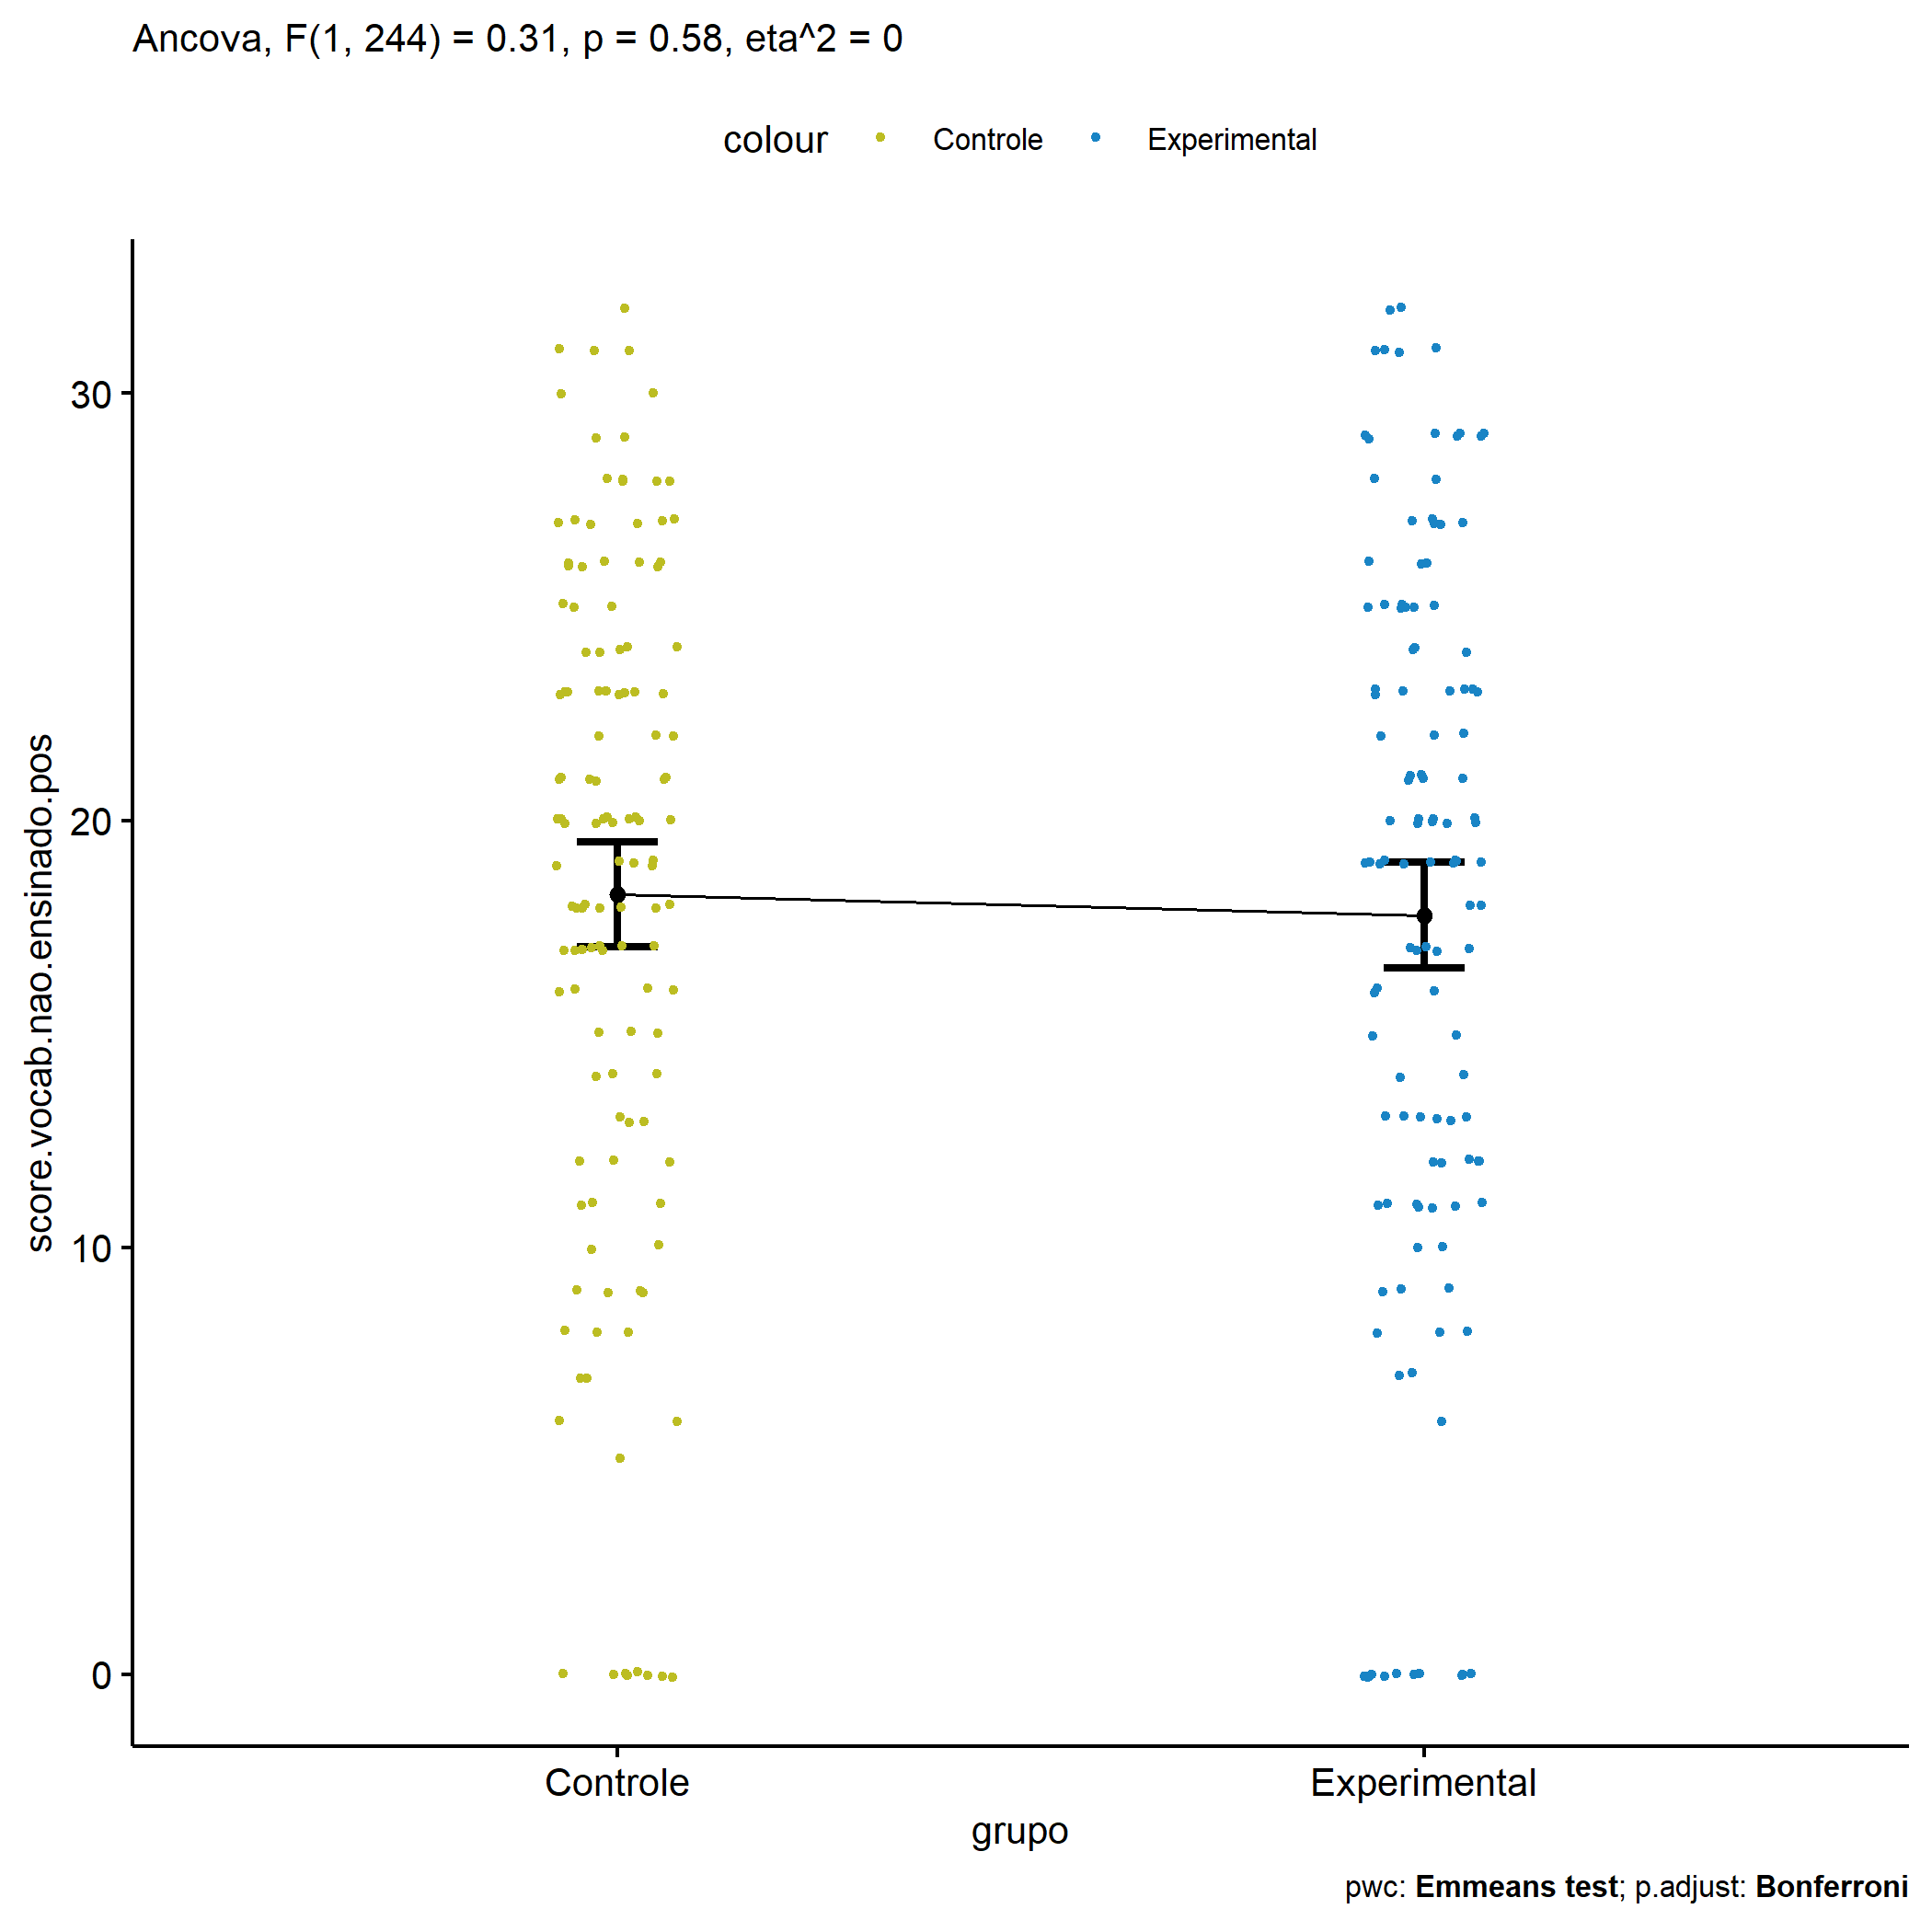 Ancova, F(1, 244) = 0.31, p = 0.58, eta^2 = 0
colour Controle Experimental
score.vocab.nao.ensinado.pos
30
20
10
0
Controle Experimental
grupo
pwc: Emmeans test; p.adjust: Bonferroni